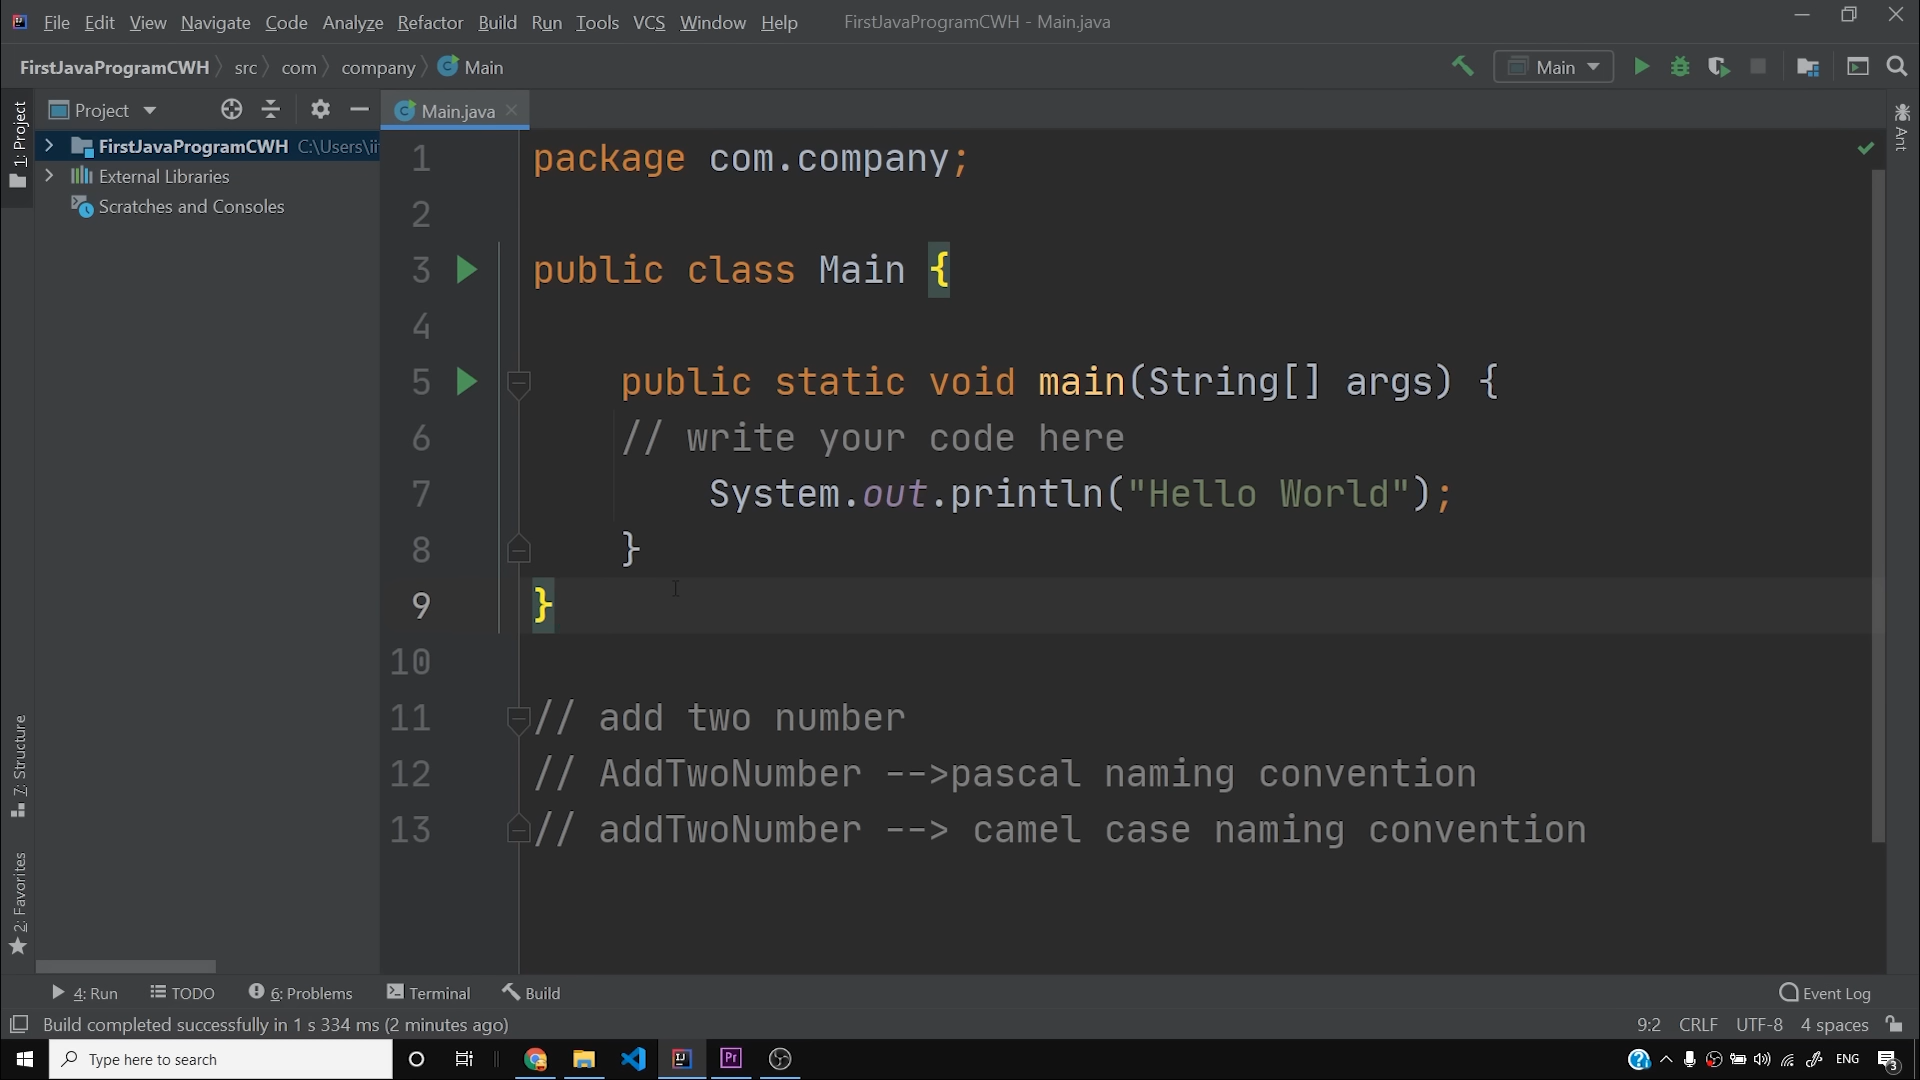 File Edit View Navigate Code Analyze Refactor Build Run Tools VCS Window Help FirstJavaProgramCWH - Main.java
FirstJavaProgramCWH src com company Main
Main
1: Project
Project
Main.java
Ant
FirstJavaProgramCWH C:\Users\ii
External Libraries
Scratches and Consoles
1 package com.company;
2
3 public class Main {
4
5 public static void main(String[] args) {
6 // write your code here
7 System.out.println("Hello World");
8 }
9 }
10
11 // add two number
12 // AddTwoNumber -->pascal naming convention
13 // addTwoNumber --> camel case naming convention
7: Structure
2: Favorites
4: Run TODO 6: Problems Terminal Build Event Log
Build completed successfully in 1 s 334 ms (2 minutes ago) 9:2 CRLF UTF-8 4 spaces
Type here to search Pr ENG 3